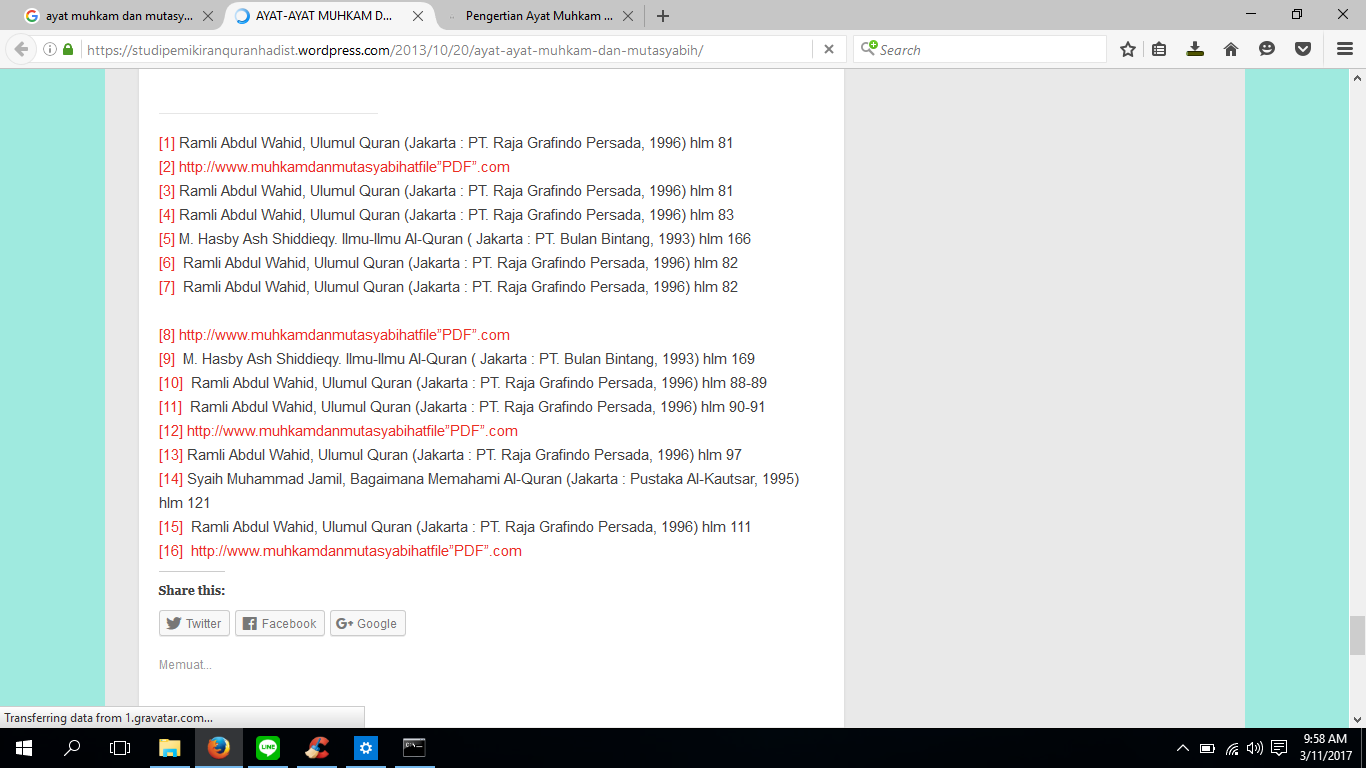 ayat muhkam dan mutasy...
AYAT-AYAT MUHKAM D...
Pengertian Ayat Muhkam ...
https://studipemikiranquranhadist.wordpress.com/2013/10/20/ayat-ayat-muhkam-dan-mutasyabih/
Search
[1] Ramli Abdul Wahid, Ulumul Quran (Jakarta : PT. Raja Grafindo Persada, 1996) hlm 81
[2] http://www.muhkamdanmutasyabihatfile”PDF”.com
[3] Ramli Abdul Wahid, Ulumul Quran (Jakarta : PT. Raja Grafindo Persada, 1996) hlm 81
[4] Ramli Abdul Wahid, Ulumul Quran (Jakarta : PT. Raja Grafindo Persada, 1996) hlm 83
[5] M. Hasby Ash Shiddieqy. Ilmu-Ilmu Al-Quran ( Jakarta : PT. Bulan Bintang, 1993) hlm 166
[6] Ramli Abdul Wahid, Ulumul Quran (Jakarta : PT. Raja Grafindo Persada, 1996) hlm 82
[7] Ramli Abdul Wahid, Ulumul Quran (Jakarta : PT. Raja Grafindo Persada, 1996) hlm 82
[8] http://www.muhkamdanmutasyabihatfile”PDF”.com
[9] M. Hasby Ash Shiddieqy. Ilmu-Ilmu Al-Quran ( Jakarta : PT. Bulan Bintang, 1993) hlm 169
[10] Ramli Abdul Wahid, Ulumul Quran (Jakarta : PT. Raja Grafindo Persada, 1996) hlm 88-89
[11] Ramli Abdul Wahid, Ulumul Quran (Jakarta : PT. Raja Grafindo Persada, 1996) hlm 90-91
[12] http://www.muhkamdanmutasyabihatfile”PDF”.com
[13] Ramli Abdul Wahid, Ulumul Quran (Jakarta : PT. Raja Grafindo Persada, 1996) hlm 97
[14] Syaih Muhammad Jamil, Bagaimana Memahami Al-Quran (Jakarta : Pustaka Al-Kautsar, 1995)
hlm 121
[15] Ramli Abdul Wahid, Ulumul Quran (Jakarta : PT. Raja Grafindo Persada, 1996) hlm 111
[16] http://www.muhkamdanmutasyabihatfile”PDF”.com
Share this:
Twitter
Facebook
Google
Memuat...
Transferring data from 1.gravatar.com...
LINE
9:58 AM
3/11/2017